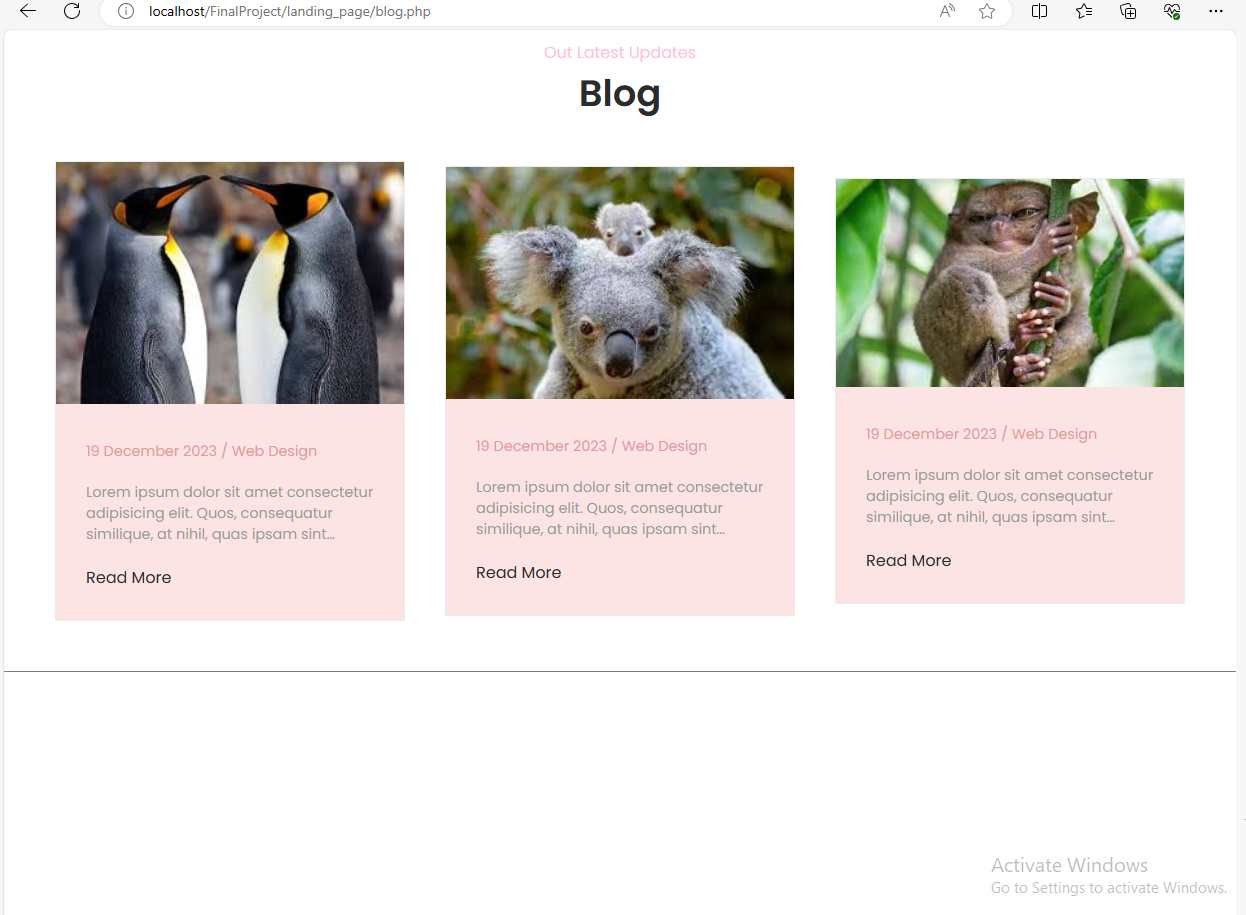 localhost/FinalProject/landing_page/blog.php
Out Latest Updates
Blog
19 December 2023 / Web Design
Lorem ipsum dolor sit amet consectetur
adipisicing elit. Quos, consequatur
similique, at nihil, quas ipsam sint...
Read More
19 December 2023 / Web Design
Lorem ipsum dolor sit amet consectetur
adipisicing elit. Quos, consequatur
similique, at nihil, quas ipsam sint...
Read More
19 December 2023 / Web Design
Lorem ipsum dolor sit amet consectetur
adipisicing elit. Quos, consequatur
similique, at nihil, quas ipsam sint...
Read More
Activate Windows
Go to Settings to activate Windows.